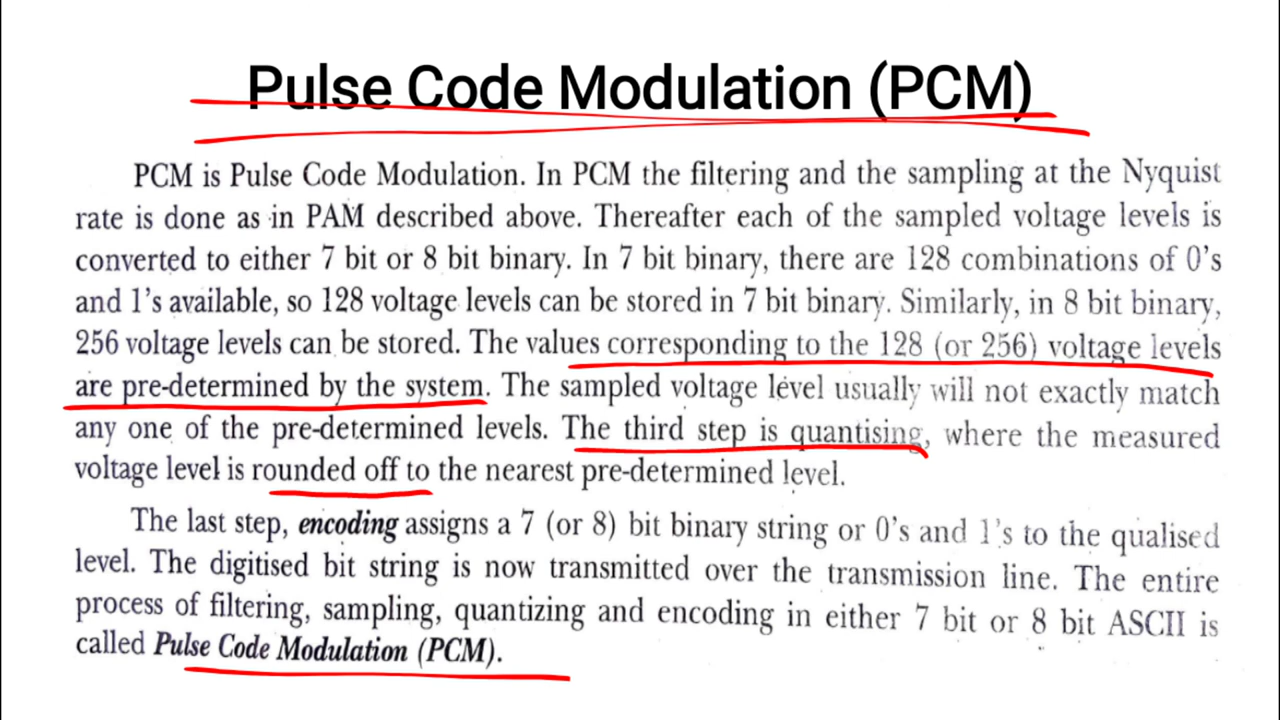 Pulse Code Modulation (PCM)
PCM is Pulse Code Modulation. In PCM the filtering and the sampling at the Nyquist
rate is done as in PAM described above. Thereafter each of the sampled voltage levels is
converted to either 7 bit or 8 bit binary. In 7 bit binary, there are 128 combinations of 0's
and 1's available, so 128 voltage levels can be stored in 7 bit binary. Similarly, in 8 bit binary,
256 voltage levels can be stored. The values corresponding to the 128 (or 256) voltage levels
are pre-determined by the system. The sampled voltage level usually will not exactly match
any one of the pre-determined levels. The third step is quantising, where the measured
voltage level is rounded off to the nearest pre-determined level.
The last step, encoding assigns a 7 (or 8) bit binary string or 0's and 1's to the qualised
level. The digitised bit string is now transmitted over the transmission line. The entire
process of filtering, sampling, quantizing and encoding in either 7 bit or 8 bit ASCII is
called Pulse Code Modulation (PCM).